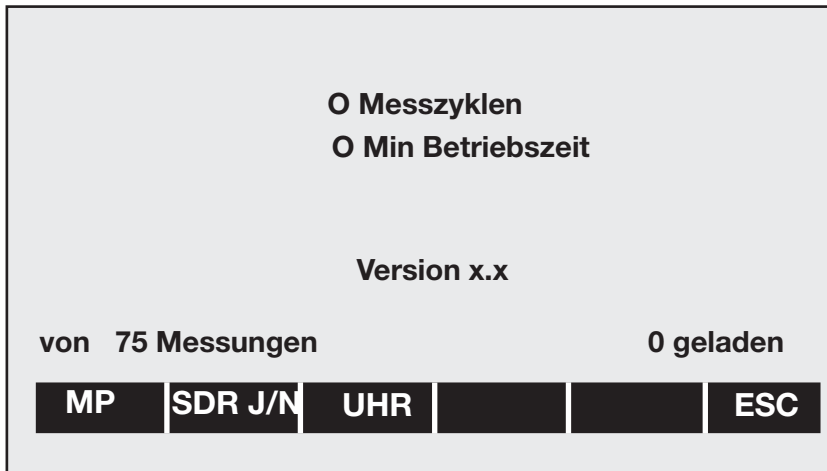 O Messzyklen
O Min Betriebszeit
Version x.x
von 75 Messungen 0 geladen
MP SDR J/N UHR ESC